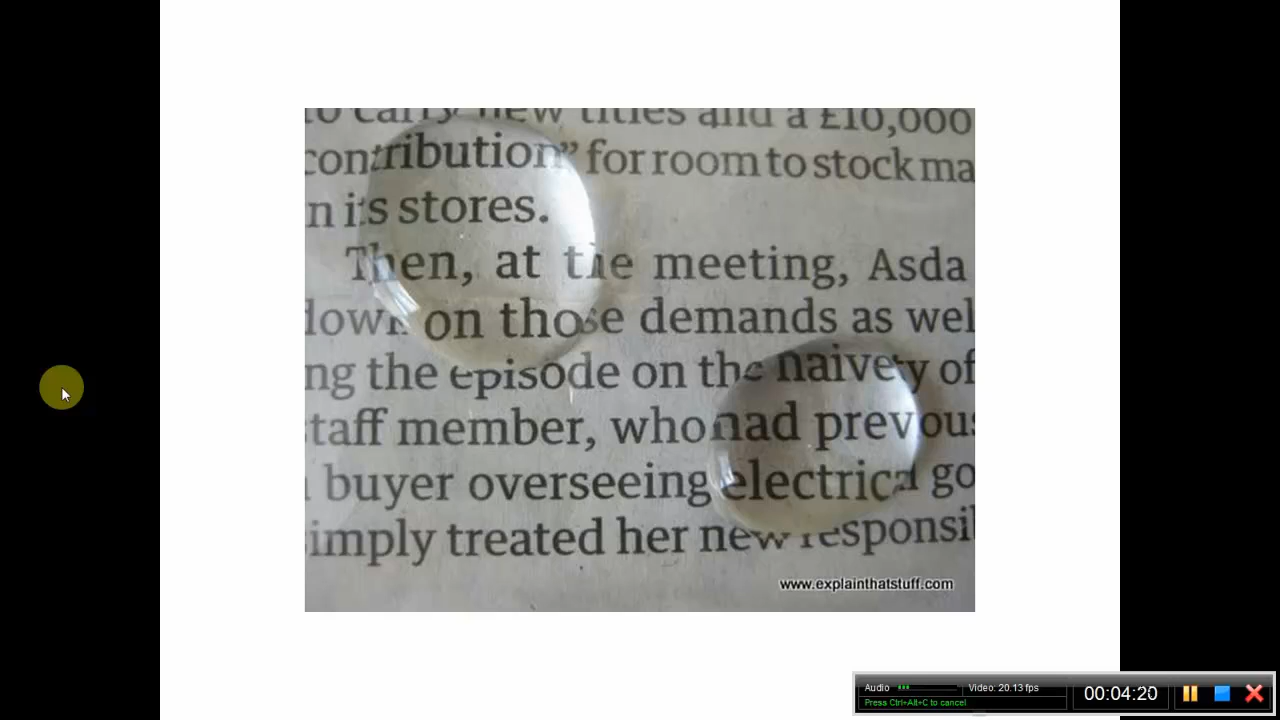 to carry new titles and a £10,000
contribution” for room to stock ma
n its stores.
Then, at the meeting, Asda
down on those demands as wel
ng the episode on the naivety of
taff member, who had prevous
buyer overseeing electrica go
imply treated her new responsil
www.explainthatstuff.com
Audio
Video: 20.13 fps
Press Ctrl+Alt+C to cancel
00:04:20